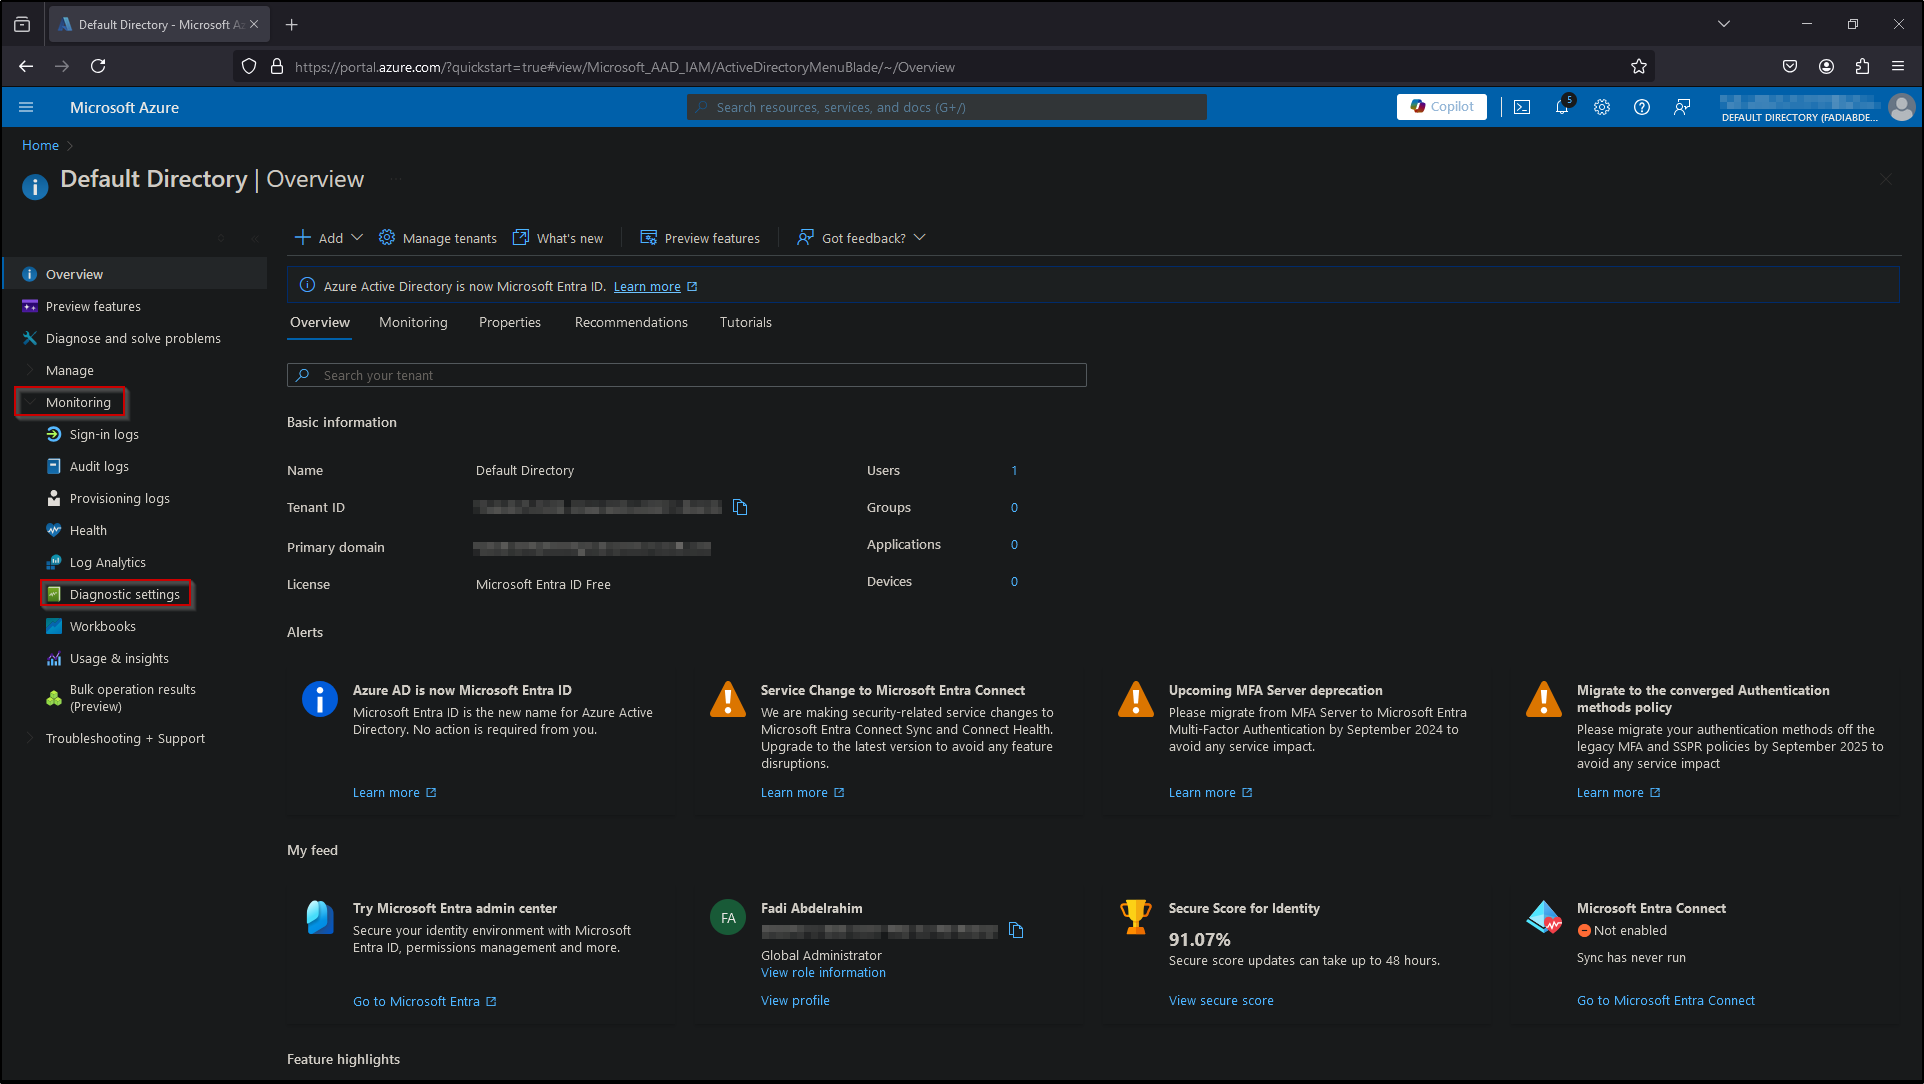 Default Directory - Microsoft Az
https://portal.azure.com/?quickstart=true#view/Microsoft_AAD_IAM/ActiveDirectoryMenuBlade/~/Overview
Microsoft Azure
Search resources, services, and docs (G+/)
Copilot
5
DEFAULT DIRECTORY (FADIABDE...
Home
Default Directory | Overview
...
Add
Manage tenants
What's new
Preview features
Got feedback?
Overview
Preview features
Diagnose and solve problems
Manage
Monitoring
Sign-in logs
Audit logs
Provisioning logs
Health
Log Analytics
Diagnostic settings
Workbooks
Usage & insights
Bulk operation results
(Preview)
Troubleshooting + Support
Azure Active Directory is now Microsoft Entra ID. Learn more
Overview
Monitoring
Properties
Recommendations
Tutorials
Search your tenant
Basic information
Name
Default Directory
Users
1
Tenant ID
Groups
0
Primary domain
Applications
0
License
Microsoft Entra ID Free
Devices
0
Alerts
Azure AD is now Microsoft Entra ID
Microsoft Entra ID is the new name for Azure Active
Directory. No action is required from you.
Learn more
Service Change to Microsoft Entra Connect
We are making security-related service changes to
Microsoft Entra Connect Sync and Connect Health.
Upgrade to the latest version to avoid any feature
disruptions.
Learn more
Upcoming MFA Server deprecation
Please migrate from MFA Server to Microsoft Entra
Multi-Factor Authentication by September 2024 to
avoid any service impact.
Learn more
Migrate to the converged Authentication
methods policy
Please migrate your authentication methods off the
legacy MFA and SSPR policies by September 2025 to
avoid any service impact
Learn more
My feed
Try Microsoft Entra admin center
Secure your identity environment with Microsoft
Entra ID, permissions management and more.
Go to Microsoft Entra
FA
Fadi Abdelrahim
Global Administrator
View role information
View profile
Secure Score for Identity
91.07%
Secure score updates can take up to 48 hours.
View secure score
Microsoft Entra Connect
Not enabled
Sync has never run
Go to Microsoft Entra Connect
Feature highlights